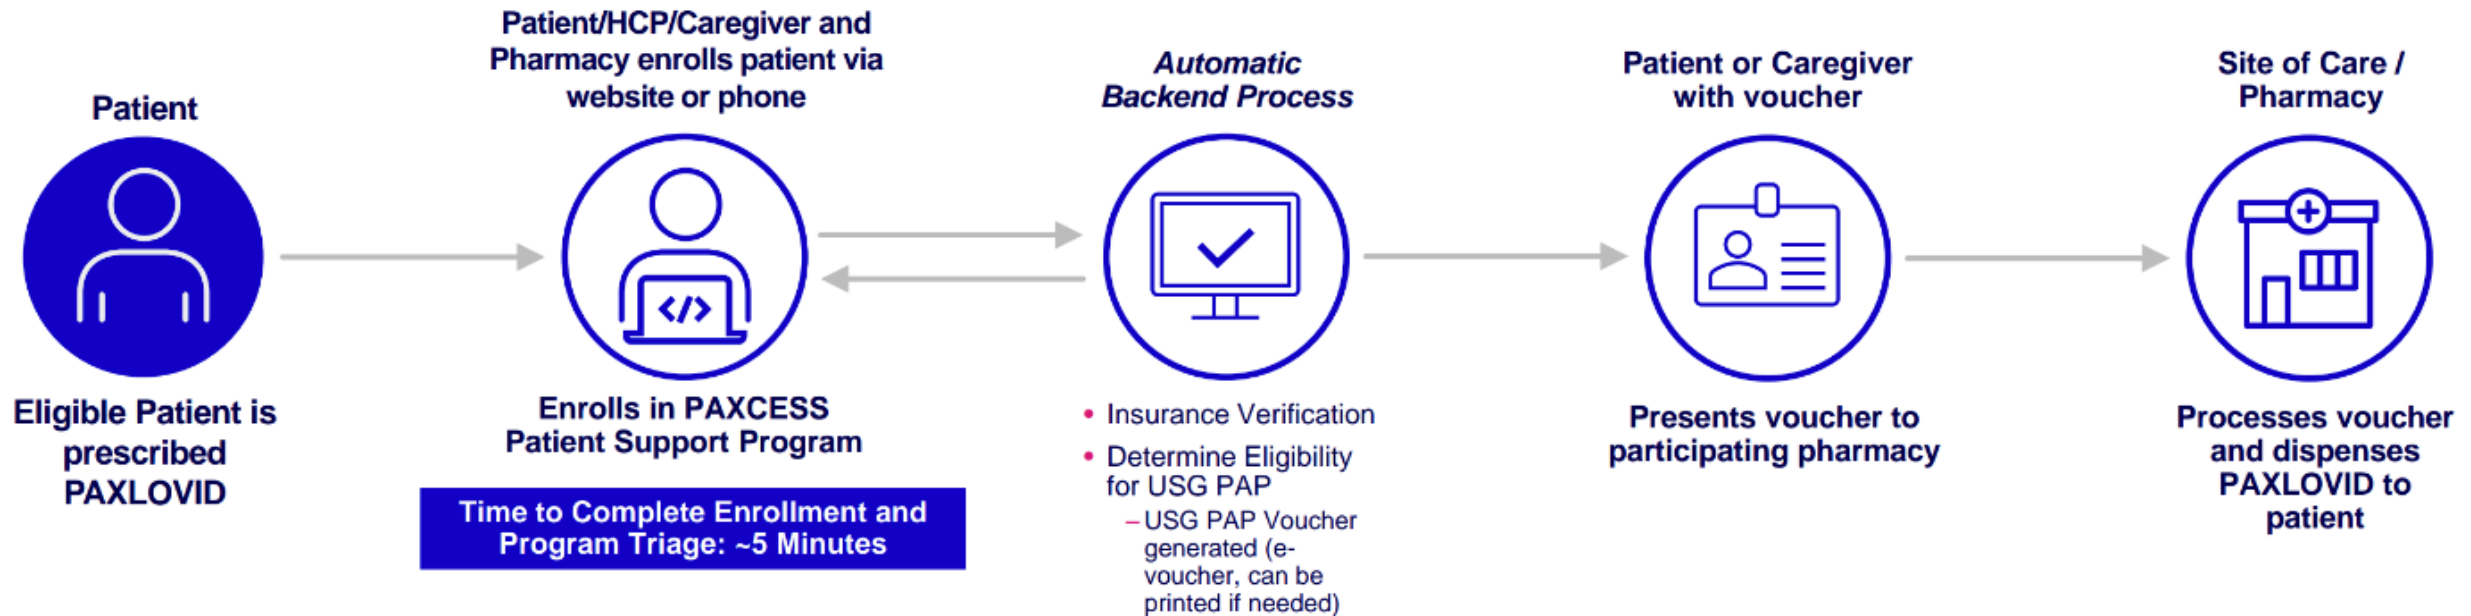 Patient
Eligible Patient is
prescribed
PAXLOVID
Patient/HCP/Caregiver and
Pharmacy enrolls patient via
website or phone
</>
Enrolls in PAXCESS
Patient Support Program
Time to Complete Enrollment and
Program Triage: ~5 Minutes
Automatic
Backend Process
• Insurance Verification
• Determine Eligibility
for USG PAP
– USG PAP Voucher
generated (e-
voucher, can be
printed if needed)
Patient or Caregiver
with voucher
Presents voucher to
participating pharmacy
Site of Care /
Pharmacy
Processes voucher
and dispenses
PAXLOVID to
patient